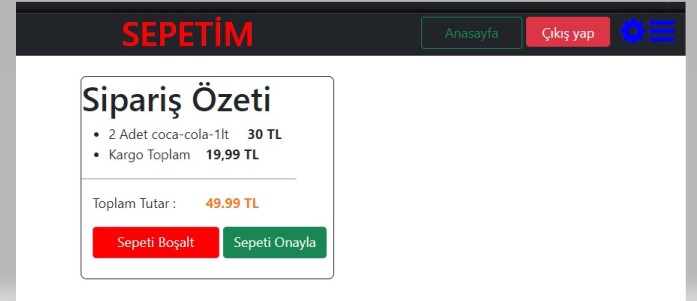 SEPETİM Anasayfa Çıkış yap
Sipariş Özeti
2 Adet coca-cola-1lt 30 TL
Kargo Toplam 19,99 TL
Toplam Tutar : 49.99 TL
Sepeti Boşalt Sepeti Onayla